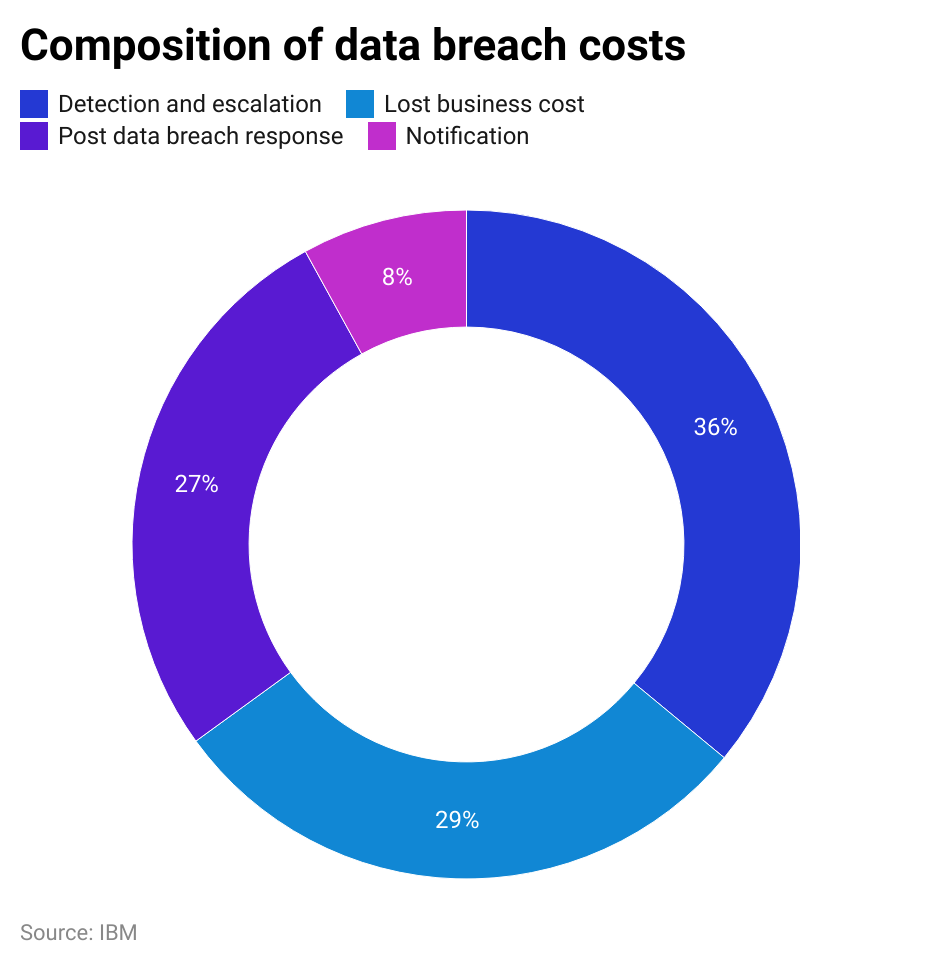 Composition of data breach costs
Detection and escalation Lost business cost
Post data breach response Notification
8%
36%
27%
29%
Source: IBM